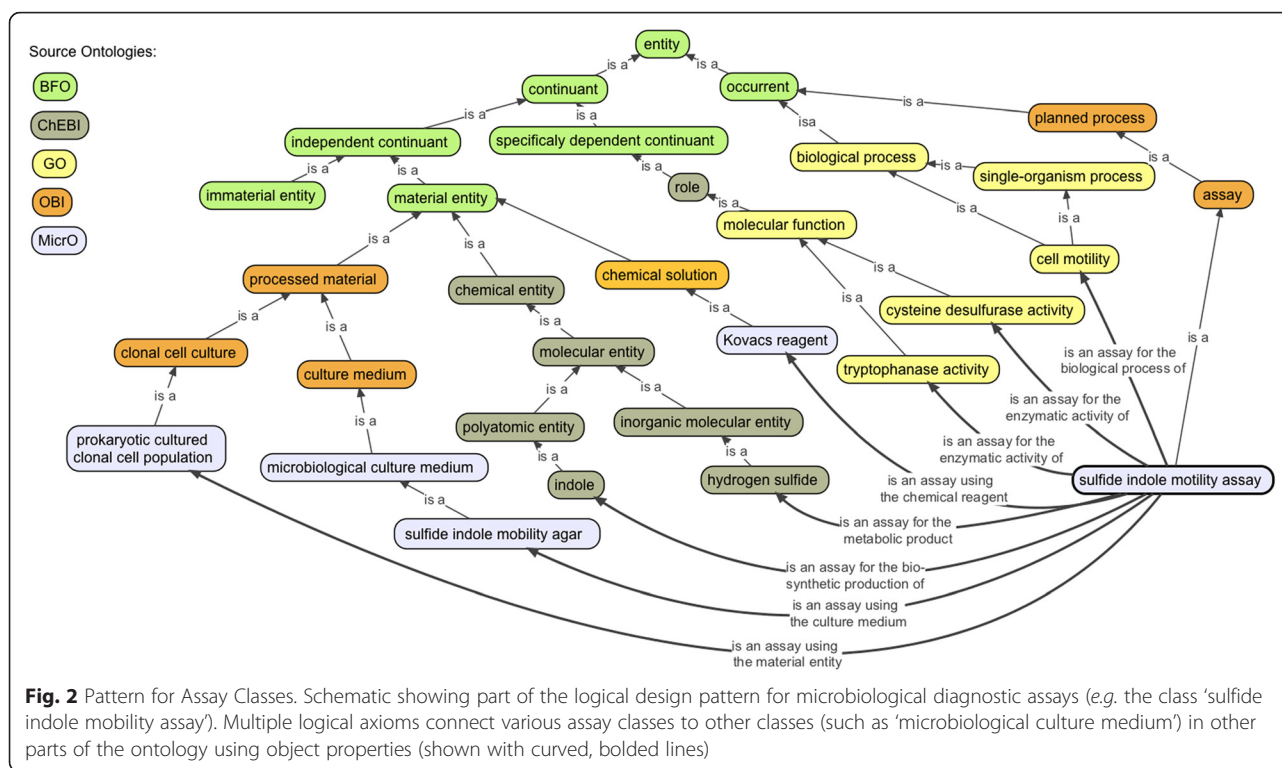 Source Ontologies:
BFO
ChEBI
GO
OBI
MicrO
entity
is a
is a
continuant
occurrent
is a
is a
is a
isa
planned process
independent continuant
specificaly dependent continuant
biological process
is a
is a
is a
is a
single-organism process
immaterial entity
material entity
role
assay
is a
is a
is a
molecular function
is a
is a
cell motility
processed material
chemical entity
chemical solution
is a
is a
is a
is a
is a
cysteine desulfurase activity
is a
is a
clonal cell culture
molecular entity
Kovacs reagent
culture medium
tryptophanase activity
is an assay for the
biological process of
is a
is a
is a
is an assay for the
enzymatic activity of
is a
polyatomic entity
inorganic molecular entity
prokaryotic cultured
clonal cell population
is an assay for the
enzymatic activity of
microbiological culture medium
is a
is a
indole
hydrogen sulfide
is an assay using
the chemical reagent
sulfide indole motility assay
is a
sulfide indole mobility agar
is an assay for the
metabolic product
is an assay for the bio-
synthetic production of
is an assay using
the culture medium
is an assay using
the material entity
Fig. 2 Pattern for Assay Classes. Schematic showing part of the logical design pattern for microbiological diagnostic assays (e.g. the class ‘sulfide
indole mobility assay’). Multiple logical axioms connect various assay classes to other classes (such as ‘microbiological culture medium’) in other
parts of the ontology using object properties (shown with curved, bolded lines)